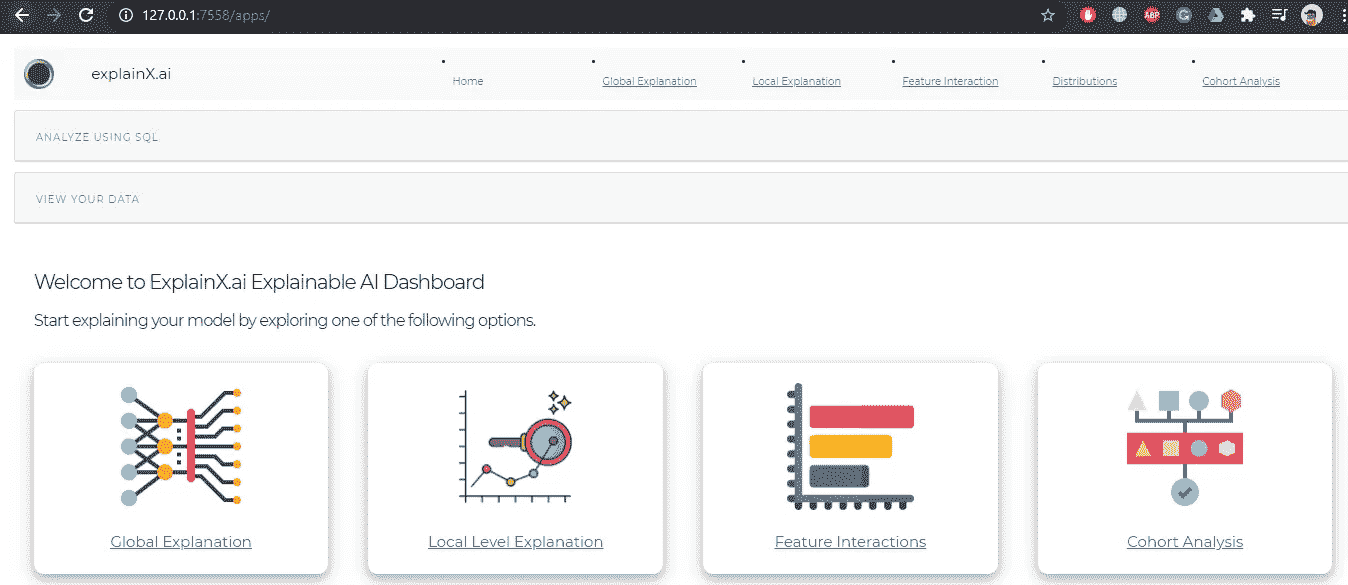 127.0.0.1:7558/apps/
ABP
explainX.ai
Home
Global Explanation
Local Explanation
Feature Interaction
Distributions
Cohort Analysis
ANALYZE USING SQL
VIEW YOUR DATA
Welcome to ExplainX.ai Explainable AI Dashboard
Start explaining your model by exploring one of the following options.
Global Explanation
Local Level Explanation
Feature Interactions
Cohort Analysis